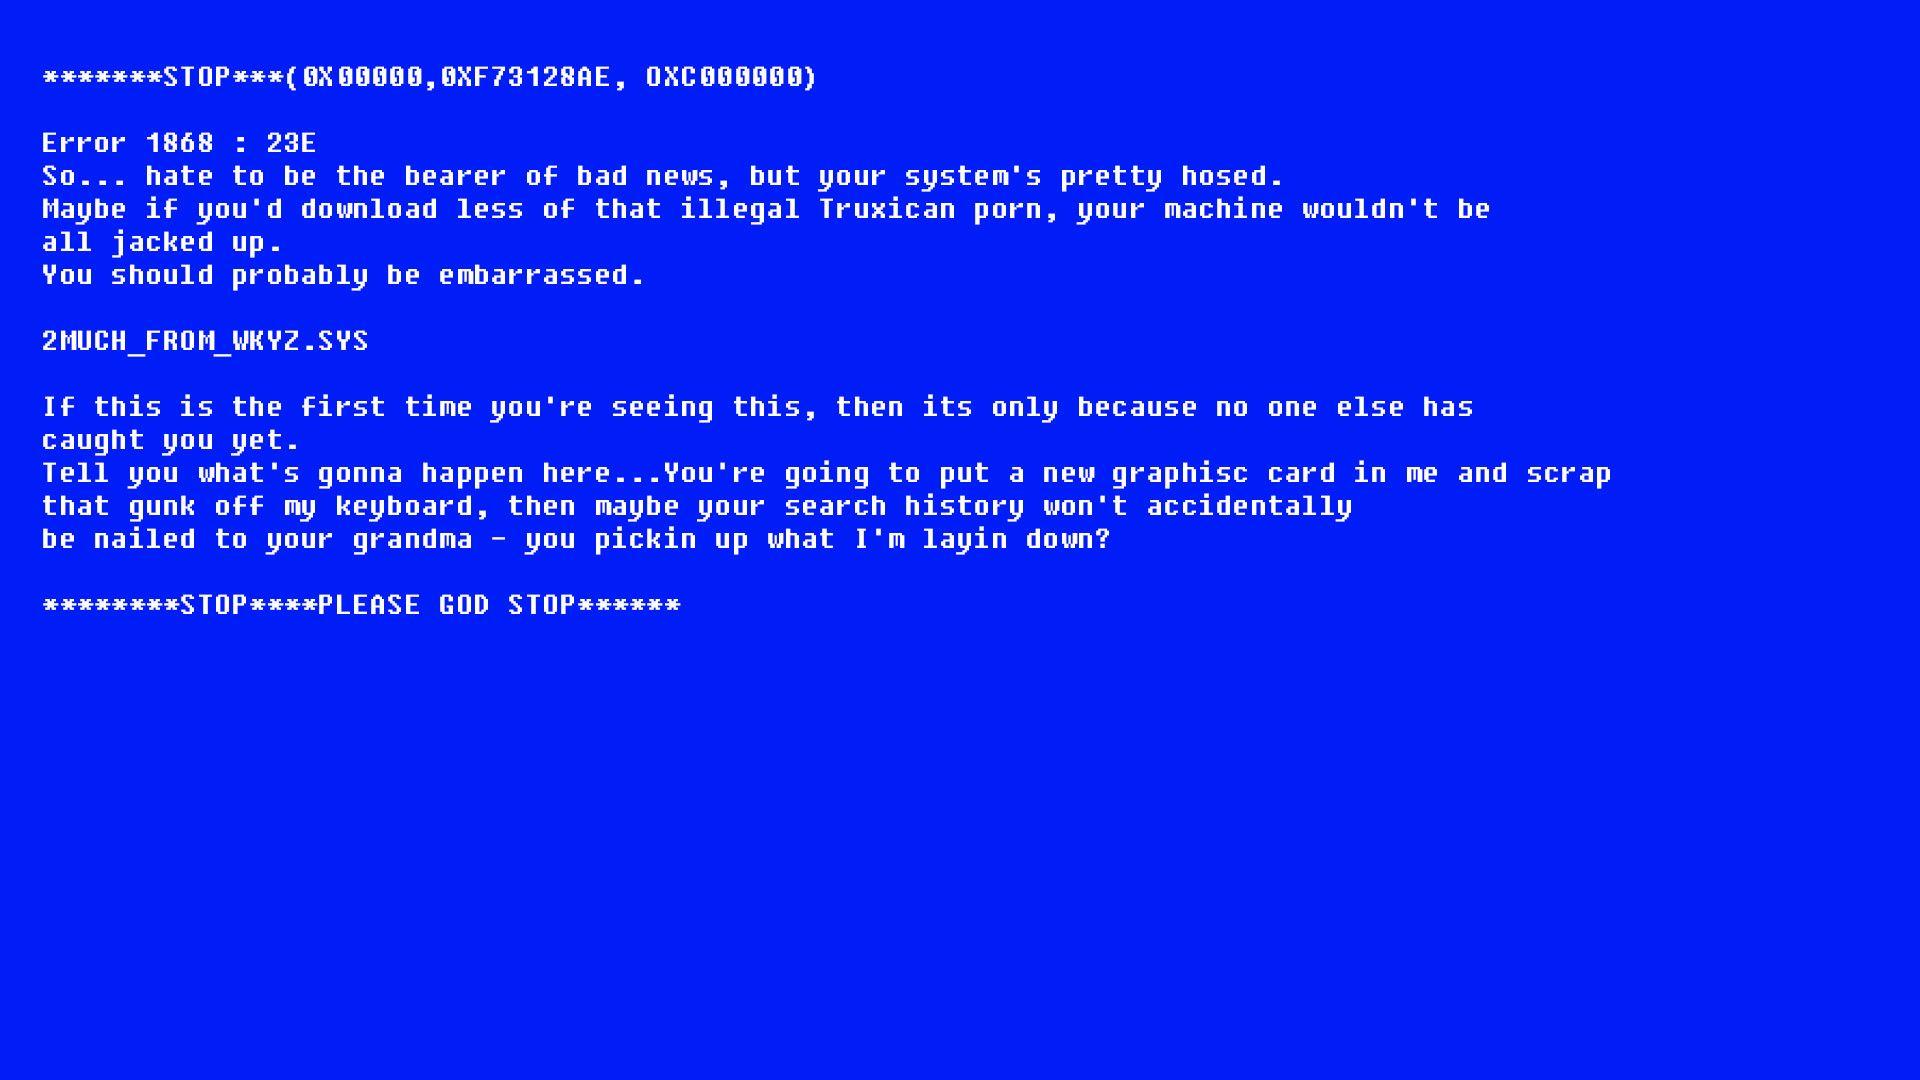 *******STOP***(0X00000,0XF73128AE, 0XC000000)
Error 1868 : 23E
So... hate to be the bearer of bad news, but your system's pretty hosed.
Maybe if you'd download less of that illegal Truxican porn, your machine wouldn't be
all jacked up.
You should probably be embarrassed.
2MUCH_FROM_WKYZ.SYS
If this is the first time you're seeing this, then its only because no one else has
caught you yet.
Tell you what's gonna happen here...You're going to put a new graphisc card in me and scrap
that gunk off my keyboard, then maybe your search history won't accidentally
be nailed to your grandma - you pickin up what I'm layin down?
********STOP****PLEASE GOD STOP******